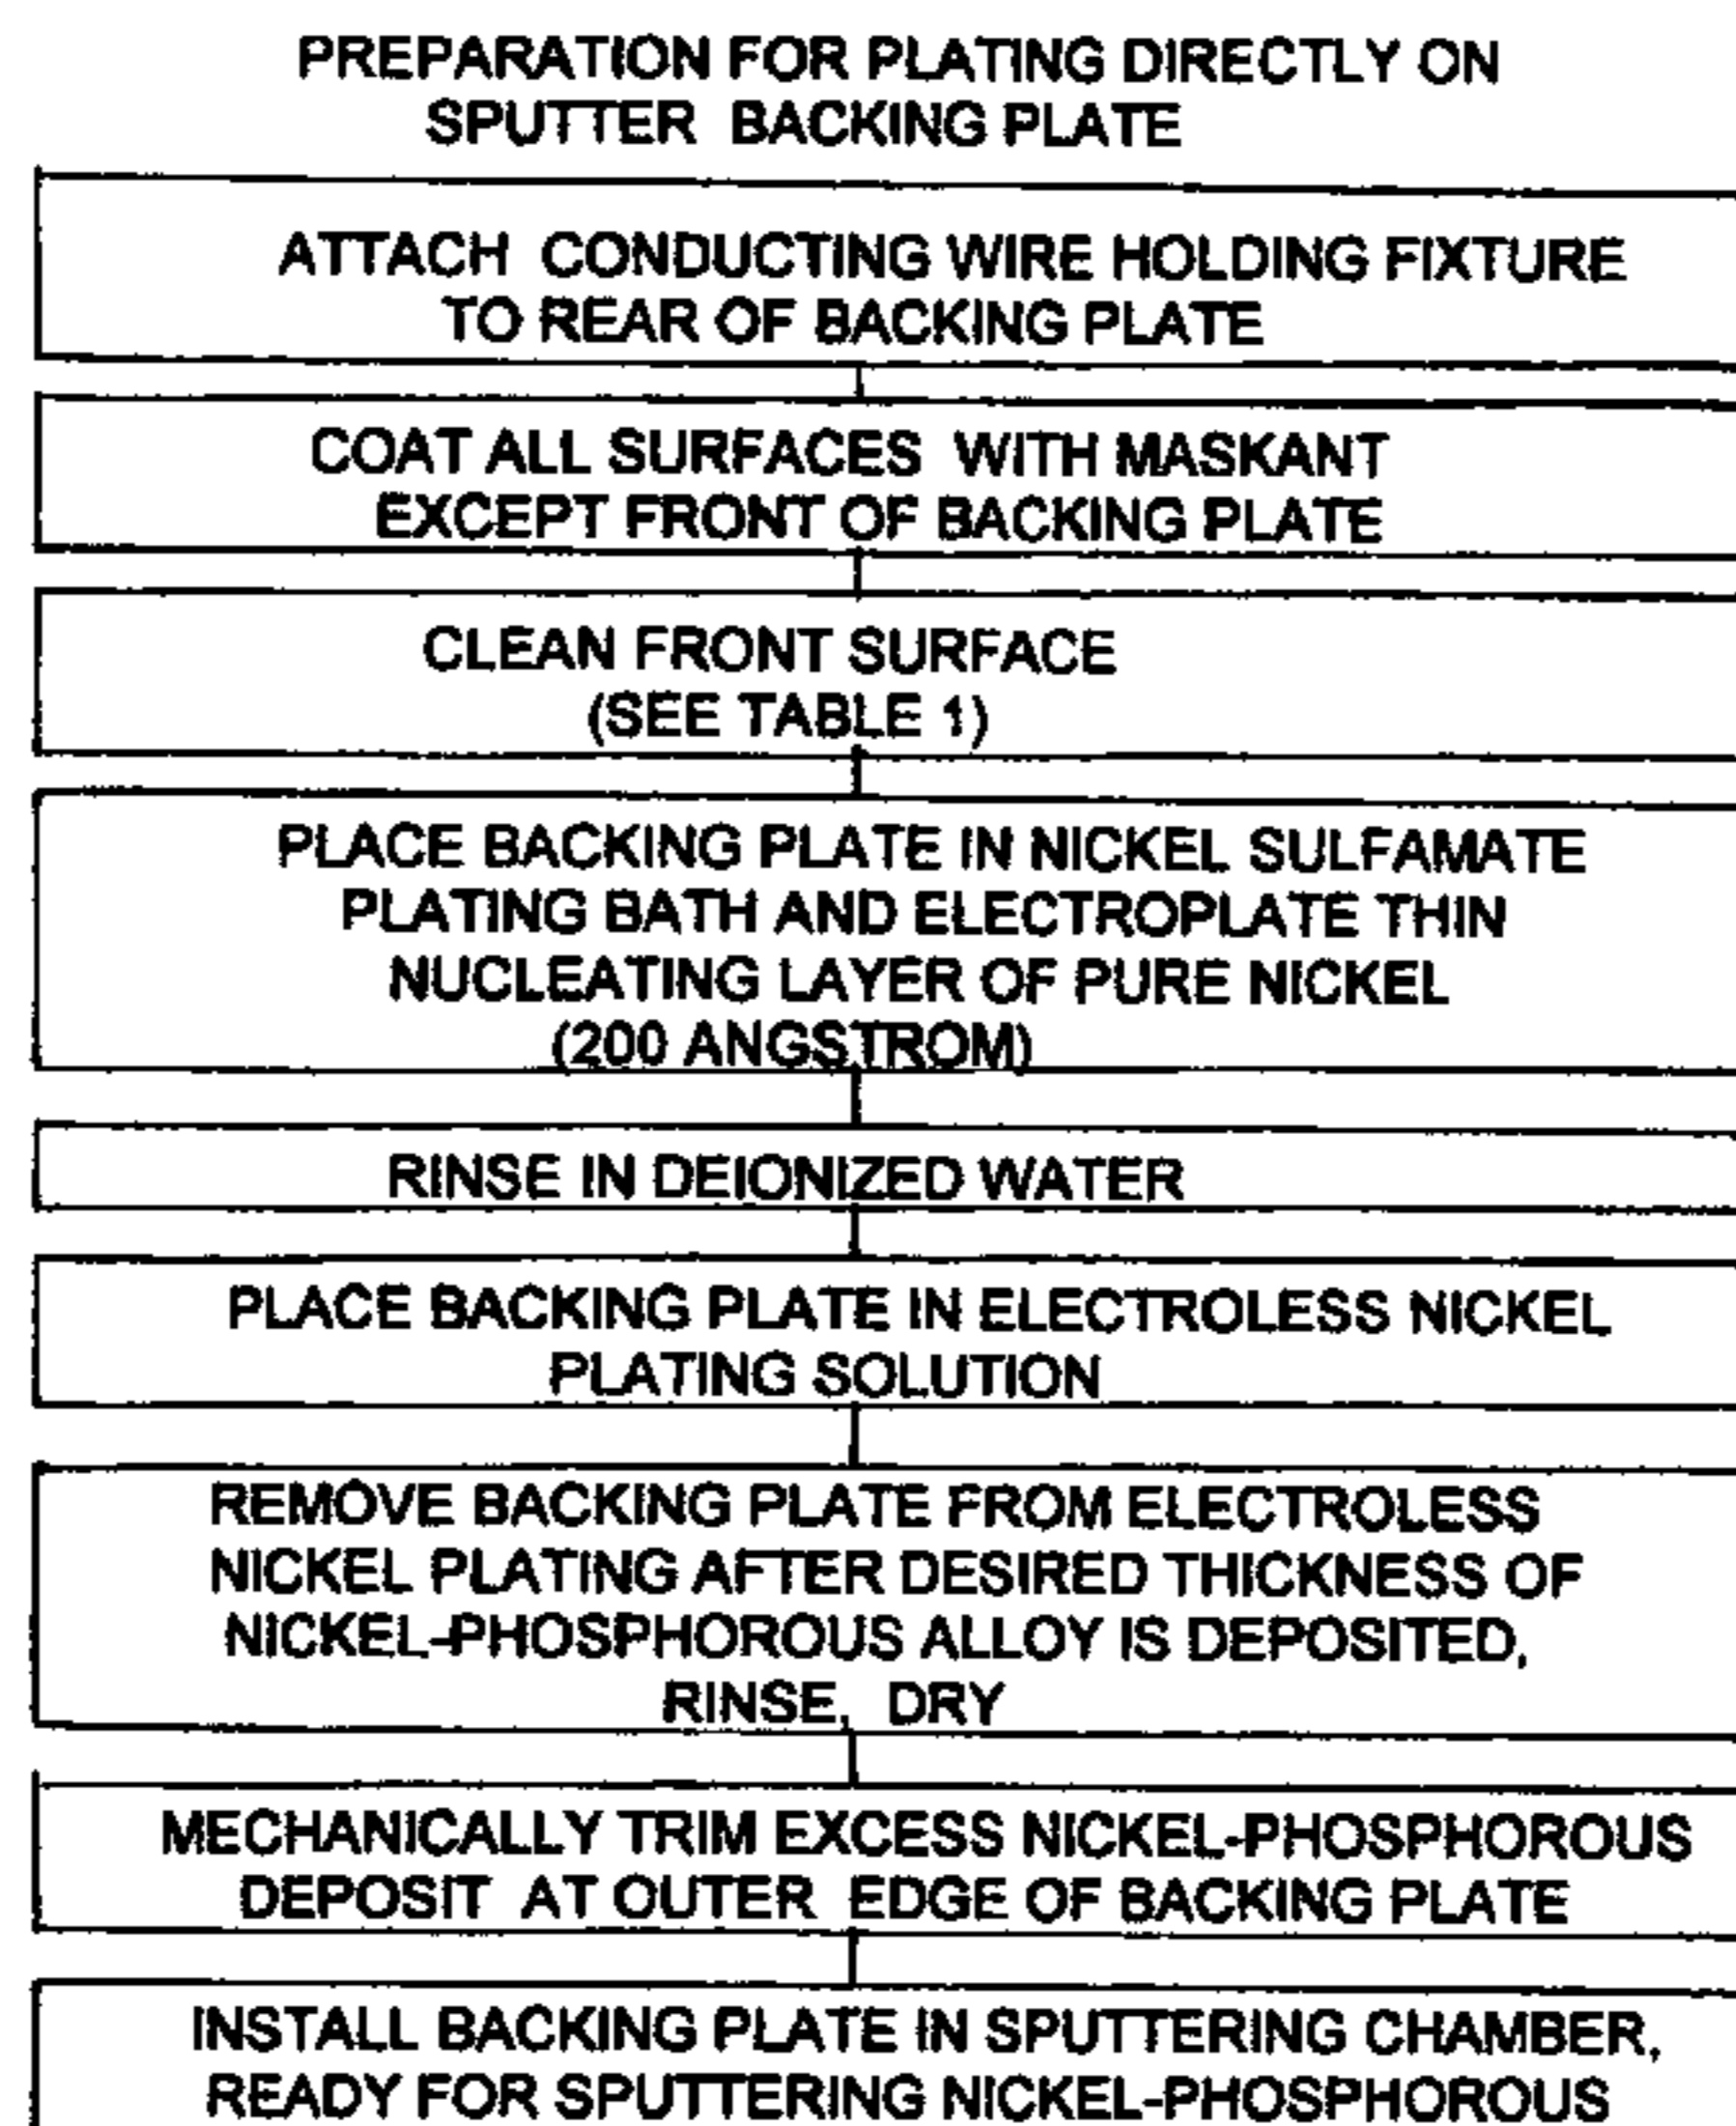 PREPARATION FOR PLATING DIRECTLY ON
SPUTTER BACKING PLATE
ATTACH CONDUCTING WIRE HOLDING FIXTURE
TO REAR OF BACKING PLATE
COAT ALL SURFACES WITH MASKANT
EXCEPT FRONT OF BACKING PLATE
CLEAN FRONT SURFACE
(SEE TABLE 1)
PLACE BACKING PLATE IN NICKEL SULFAMATE
PLATING BATH AND ELECTROPLATE THIN
NUCLEATING LAYER OF PURE NICKEL
(200 ANGSTROM)
RINSE IN DEIONIZED WATER
PLACE BACKING PLATE IN ELECTROLESS NICKEL
PLATING SOLUTION
REMOVE BACKING PLATE FROM ELECTROLESS
NICKEL PLATING AFTER DESIRED THICKNESS OF
NICKEL-PHOSPHOROUS ALLOY IS DEPOSITED,
RINSE, DRY
MECHANICALLY TRIM EXCESS NICKEL-PHOSPHOROUS
DEPOSIT AT OUTER EDGE OF BACKING PLATE
INSTALL BACKING PLATE IN SPUTTERING CHAMBER,
READY FOR SPUTTERING NICKEL-PHOSPHOROUS